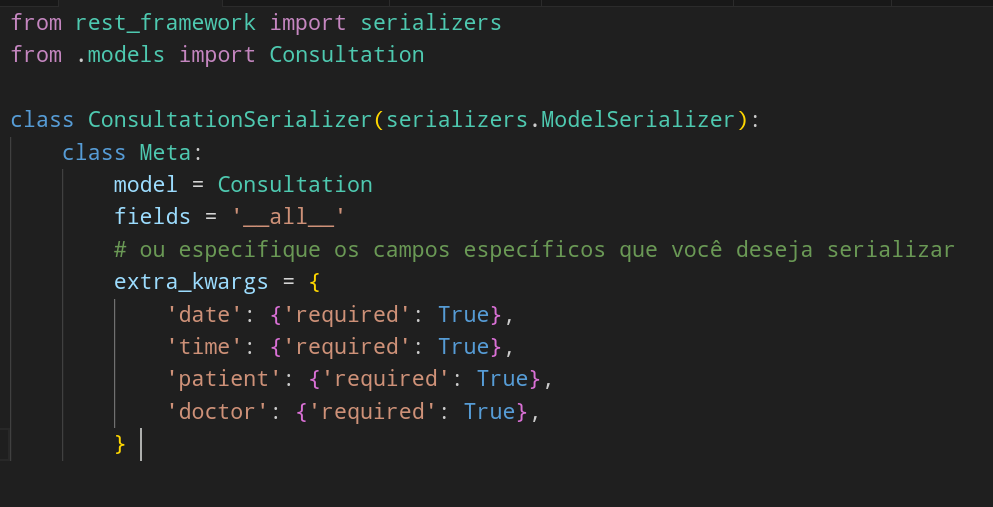 from rest_framework import serializers
from .models import Consultation
class ConsultationSerializer(serializers.ModelSerializer):
class Meta:
model = Consultation
fields = '__all__'
# ou especifique os campos específicos que você deseja serializar
extra_kwargs = {
'date': {'required': True},
'time': {'required': True},
'patient': {'required': True},
'doctor': {'required': True},
}